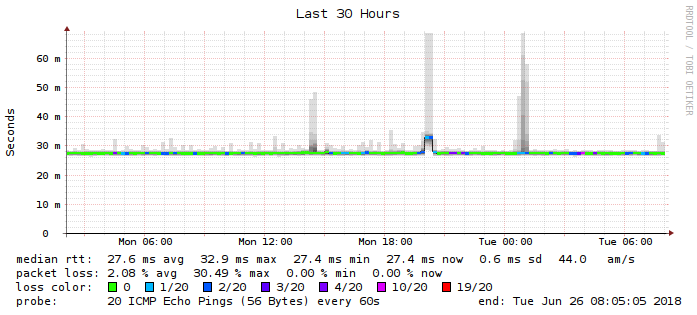 Last 30 Hours
RRDTOOL / TOBI OETIKER
Seconds
60 m
50 m
40 m
30 m
20 m
10 m
0
Mon 06:00 Mon 12:00 Mon 18:00 Tue 00:00 Tue 06:00
median rtt: 27.6 ms avg 32.9 ms max 27.4 ms min 27.4 ms now 0.6 ms sd 44.0 am/s
packet loss: 2.08 % avg 30.49 % max 0.00 % min 0.00 % now
loss color: 0 1/20 2/20 3/20 4/20 10/20 19/20
probe: 20 ICMP Echo Pings (56 Bytes) every 60s end: Tue Jun 26 08:05:05 2018